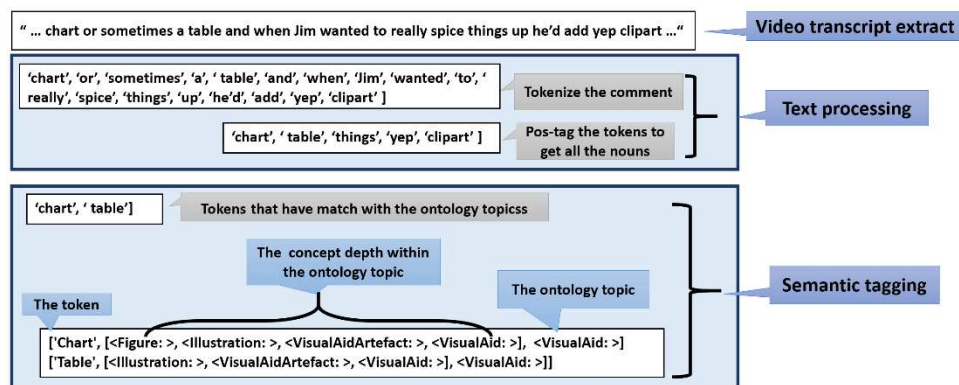 “ ... chart or sometimes a table and when Jim wanted to really spice things up he’d add yep clipart ...“
Video transcript extract
‘chart’, ‘or’, ‘sometimes’, ‘a’, ‘ table’, ‘and’, ‘when’, ‘Jim’, ‘wanted’, ‘to’, ‘
really’, ‘spice’, ‘things’, ‘up’, ‘he’d’, ‘add’, ‘yep’, ‘clipart’ ]
Tokenize the comment
Text processing
‘chart’, ‘ table’, ‘things’, ‘yep’, ‘clipart’ ]
Pos-tag the tokens to
get all the nouns
‘chart’, ‘ table’]
Tokens that have match with the ontology topicss
The concept depth within
the ontology topic
Semantic tagging
The token
The ontology topic
['Chart', [<Figure: >, <Illustration: >, <VisualAidArtefact: >, <VisualAid: >], <VisualAid: >]
['Table', [<Illustration: >, <VisualAidArtefact: >, <VisualAid: >], <VisualAid: >]]